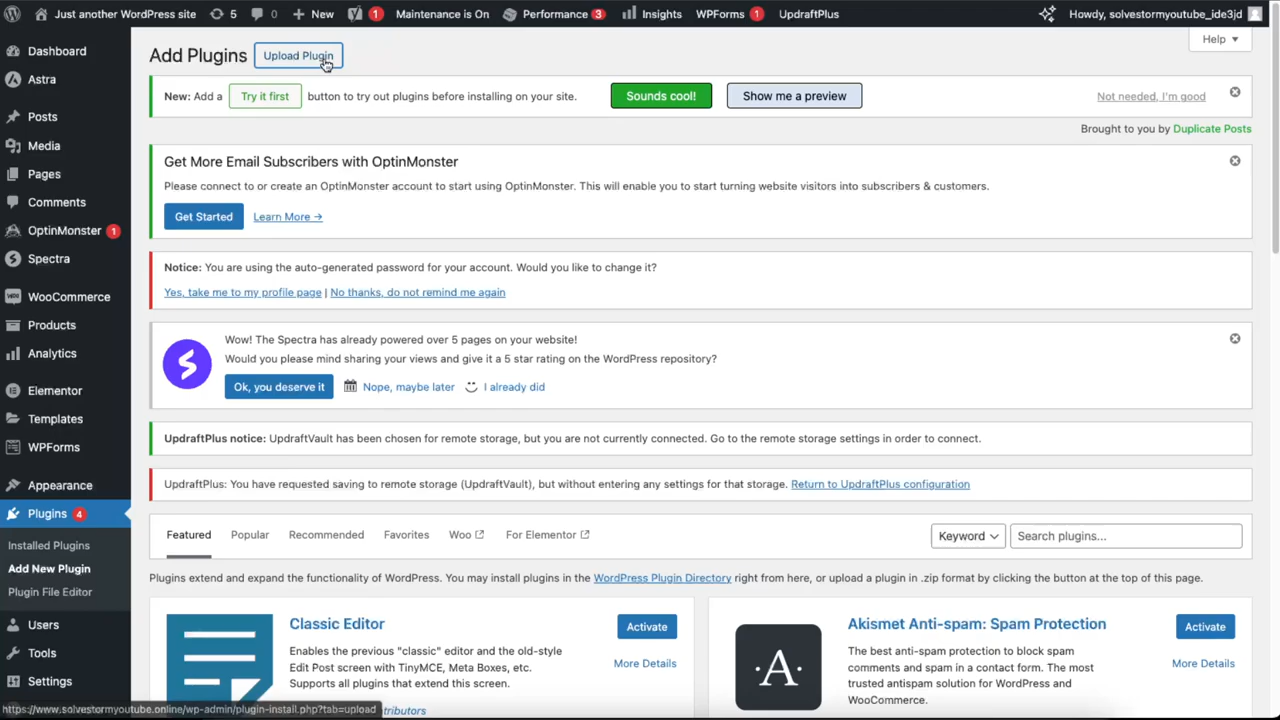 Just another WordPress site
5
0
New
1
Maintenance is On
Performance 3
Insights
WPForms 1
UpdraftPlus
Howdy, solvestormyoutube_ide3jd
Dashboard
Astra
Posts
Media
Pages
Comments
OptinMonster 1
Spectra
WooCommerce
Products
Analytics
Elementor
Templates
WPForms
Appearance
Plugins 4
Installed Plugins
Add New Plugin
Plugin File Editor
Users
Tools
Settings
Help
Add Plugins Upload Plugin
New: Add a Try it first button to try out plugins before installing on your site. Sounds cool! Show me a preview Not needed, I'm good
Brought to you by Duplicate Posts
Get More Email Subscribers with OptinMonster
Please connect to or create an OptinMonster account to start using OptinMonster. This will enable you to start turning website visitors into subscribers & customers.
Get Started Learn More →
Notice: You are using the auto-generated password for your account. Would you like to change it?
Yes, take me to my profile page | No thanks, do not remind me again
Wow! The Spectra has already powered over 5 pages on your website!
Would you please mind sharing your views and give it a 5 star rating on the WordPress repository?
Ok, you deserve it Nope, maybe later I already did
UpdraftPlus notice: UpdraftVault has been chosen for remote storage, but you are not currently connected. Go to the remote storage settings in order to connect.
UpdraftPlus: You have requested saving to remote storage (UpdraftVault), but without entering any settings for that storage. Return to UpdraftPlus configuration
Featured Popular Recommended Favorites Woo For Elementor Keyword Search plugins...
Plugins extend and expand the functionality of WordPress. You may install plugins in the WordPress Plugin Directory right from here, or upload a plugin in .zip format by clicking the button at the top of this page.
Classic Editor
Activate
Enables the previous "classic" editor and the old-style
Edit Post screen with TinyMCE, Meta Boxes, etc.
Supports all plugins that extend this screen.
More Details
Akismet Anti-spam: Spam Protection
Activate
The best anti-spam protection to block spam
comments and spam in a contact form. The most
trusted antispam solution for WordPress and
WooCommerce.
More Details
·A·
https://www.solvestormyoutube.online/wp-admin/plugin-install.php?tab=upload